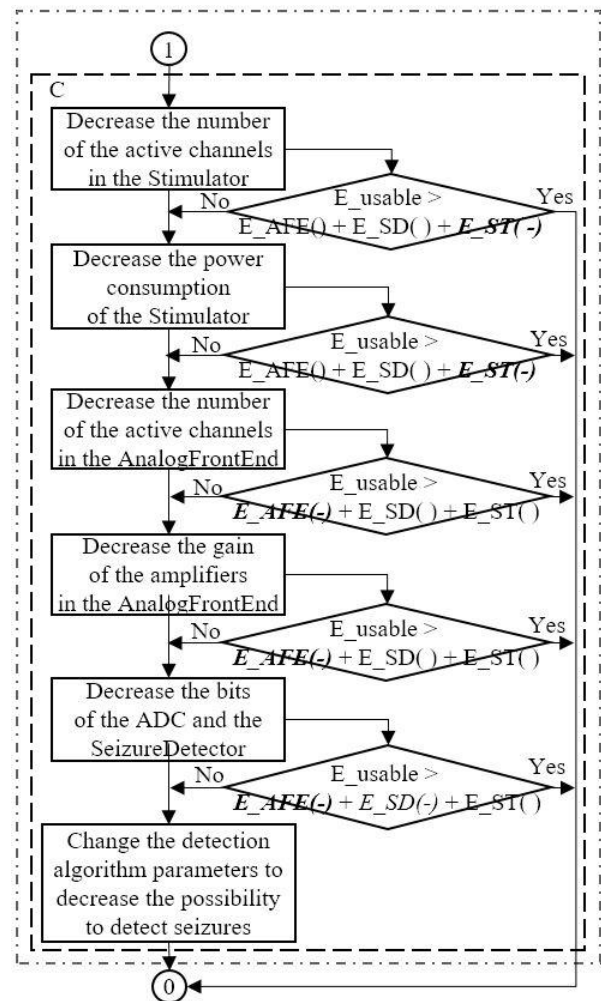 1
C
Decrease the number
of the active channels
in the Stimulator
E_usable >
No
Yes
E_AFE() + E_SD( ) + E_ST( -)
Decrease the power
consumption
of the Stimulator
E_usable >
No
Yes
E_AFE() + E_SD( ) + E_ST(-)
Decrease the number
of the active channels
in the AnalogFrontEnd
E_usable >
No
Yes
E_AFE(-) + E_SD( ) + E_ST( )
Decrease the gain
of the amplifiers
in the AnalogFrontEnd
E_usable >
No
Yes
E_AFE(-) + E_SD( ) + E_ST( )
Decrease the bits
of the ADC and the
SeizureDetector
E_usable >
No
Yes
E_AFE(-) + E_SD(-) + E_ST( )
Change the detection
algorithm parameters to
decrease the possibility
to detect seizures
0